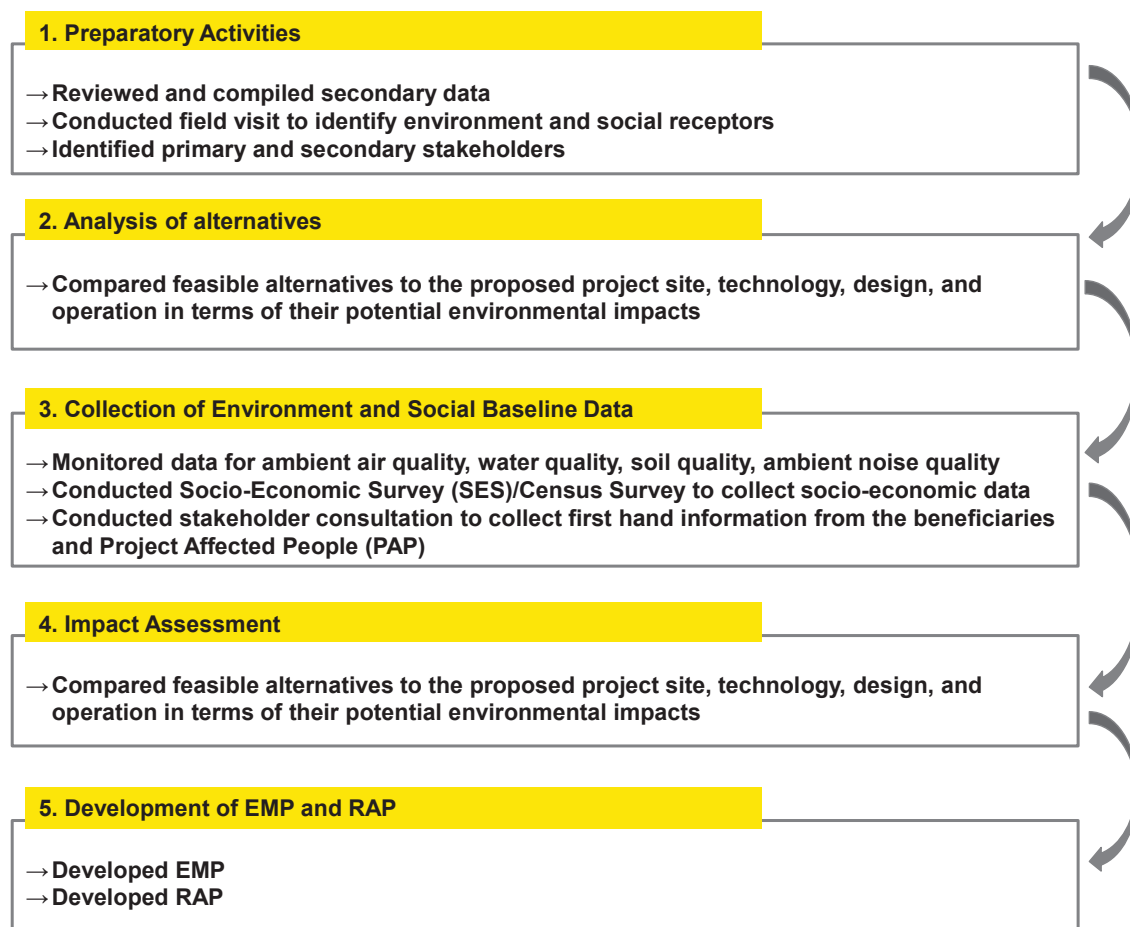 1. Preparatory Activities
→Reviewed and compiled secondary data
→Conducted field visit to identify environment and social receptors
→Identified primary and secondary stakeholders
2. Analysis of alternatives
→Compared feasible alternatives to the proposed project site, technology, design, and
operation in terms of their potential environmental impacts
3. Collection of Environment and Social Baseline Data
→Monitored data for ambient air quality, water quality, soil quality, ambient noise quality
→Conducted Socio-Economic Survey (SES)/Census Survey to collect socio-economic data
→Conducted stakeholder consultation to collect first hand information from the beneficiaries
and Project Affected People (PAP)
4. Impact Assessment
→Compared feasible alternatives to the proposed project site, technology, design, and
operation in terms of their potential environmental impacts
5. Development of EMP and RAP
→Developed EMP
→Developed RAP